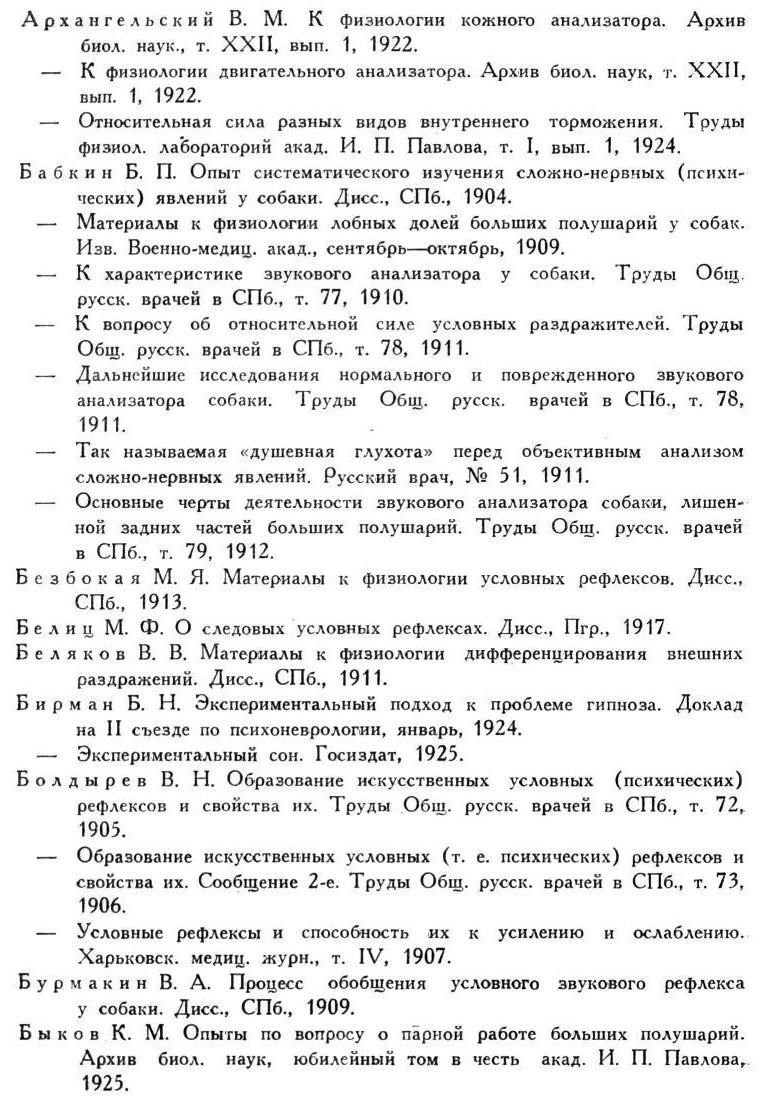 Архангельский В. М. К физиологии кожного анализатора. Архив
биол. наук., т. XXII, вып. 1, 1922.
— К физиологии двигательного анализатора. Архив биол. наук, т. XXII,
вып. 1, 1922.
— Относительная сила разных видов внутреннего торможения. Труды
физиол. лабораторий акад. И. П. Павлова, т. I, вып. 1, 1924.
Бабкин Б. П. Опыт систематического изучения сложно-нервных (психи-
ческих) явлений у собаки. Дисс., СПб., 1904.
— Материалы к физиологии лобных долей больших полушарий у собак.
Изв. Военно-медиц. акад., сентябрь—октябрь, 1909.
— К характеристике звукового анализатора у собаки. Труды Общ.
русск. врачей в СПб., т. 77, 1910.
— К вопросу об относительной силе условных раздражителей. Труды
Общ. русск. врачей в СПб., т. 78, 1911.
— Дальнейшие исследования нормального и поврежденного звукового
анализатора собаки. Труды Общ. русск. врачей в СПб., т. 78,
1911.
— Так называемая «душевная глухота» перед объективным анализом
сложно-нервных явлений. Русский врач, № 51, 1911.
— Основные черты деятельности звукового анализатора собаки, лишен-
ной задних частей больших полушарий. Труды Общ. русск. врачей
в СПб., т. 79, 1912.
Безбокая М. Я. Материалы к физиологии условных рефлексов. Дисс.,
СПб., 1913.
Белиц М. Ф. О следовых условных рефлексах. Дисс., Пгр., 1917.
Беляков В. В. Материалы к физиологии дифференцирования внешних
раздражений. Дисс., СПб., 1911.
Бирман Б. Н. Экспериментальный подход к проблеме гипноза. Доклад
на II съезде по психоневрологии, январь, 1924.
— Экспериментальный сон. Госиздат, 1925.
Болдырев В. Н. Образование искусственных условных (психических)
рефлексов и свойства их. Труды Общ. русск. врачей в СПб., т. 72,
1905.
— Образование искусственных условных (т. е. психических) рефлексов и
свойства их. Сообщение 2-е. Труды Общ. русск. врачей в СПб., т. 73,
1906.
— Условные рефлексы и способность их к усилению и ослаблению.
Харьковск. медиц. журн., т. IV, 1907.
Бурмакин В. А. Процесс обобщения условного звукового рефлекса
у собаки. Дисс., СПб., 1909.
Быков К. М. Опыты по вопросу о парной работе больших полушарий.
Архив биол. наук, юбилейный том в честь акад. И. П. Павлова,
1925.